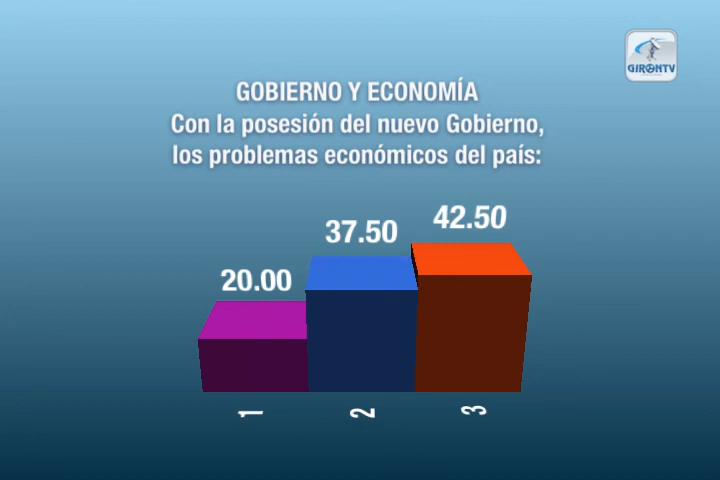 GIRONTV
GOBIERNO Y ECONOMÍA
Con la posesión del nuevo Gobierno,
los problemas económicos del país:
20.00
37.50
42.50
1
2
3